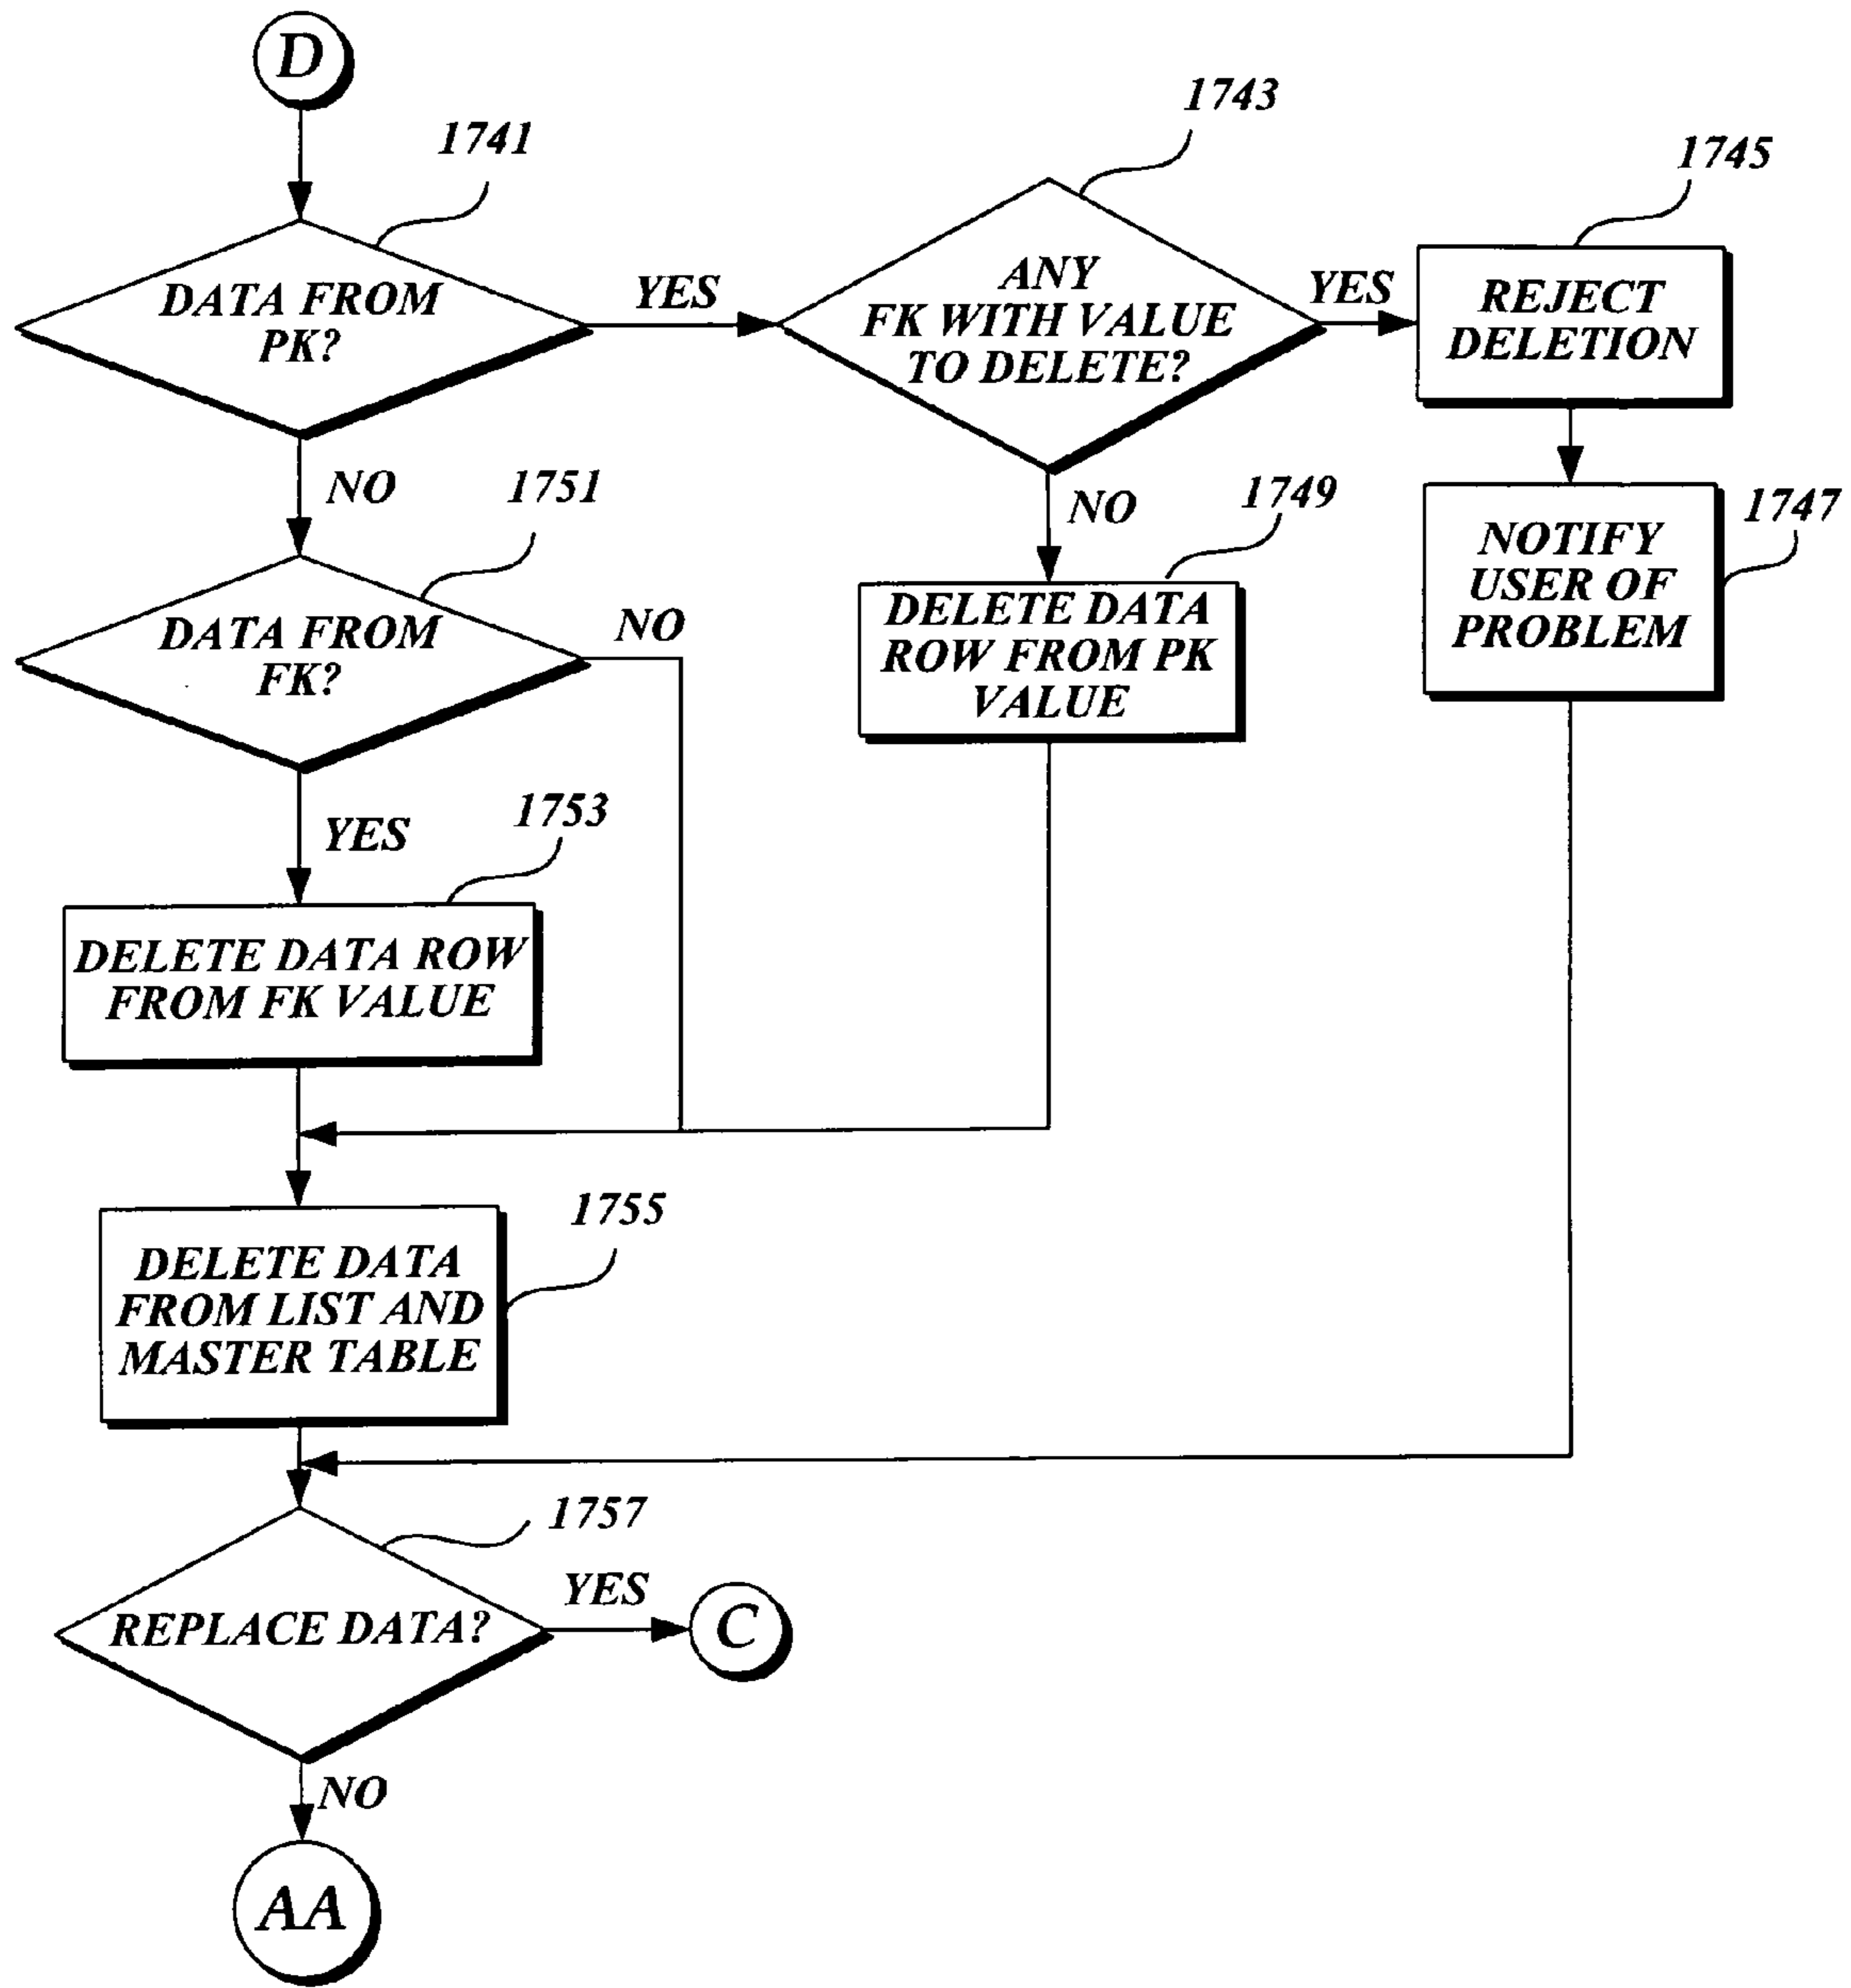 D
1741
1743
1745
DATA FROM
PK?
YES
ANY
FK WITH VALUE
TO DELETE?
YES
REJECT
DELETION
NO
1751
NO
1749
1747
NOTIFY
USER OF
PROBLEM
DATA FROM
FK?
NO
DELETE DATA
ROW FROM PK
VALUE
YES
1753
DELETE DATA ROW
FROM FK VALUE
1755
DELETE DATA
FROM LIST AND
MASTER TABLE
1757
REPLACE DATA?
YES
C
NO
AA